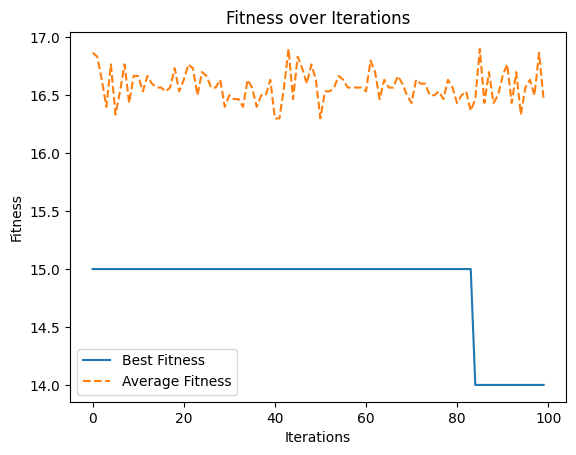 Fitness over Iterations
17.0
16.5
16.0
15.5
15.0
14.5
14.0
Fitness
Best Fitness
Average Fitness
0 20 40 60 80 100
Iterations